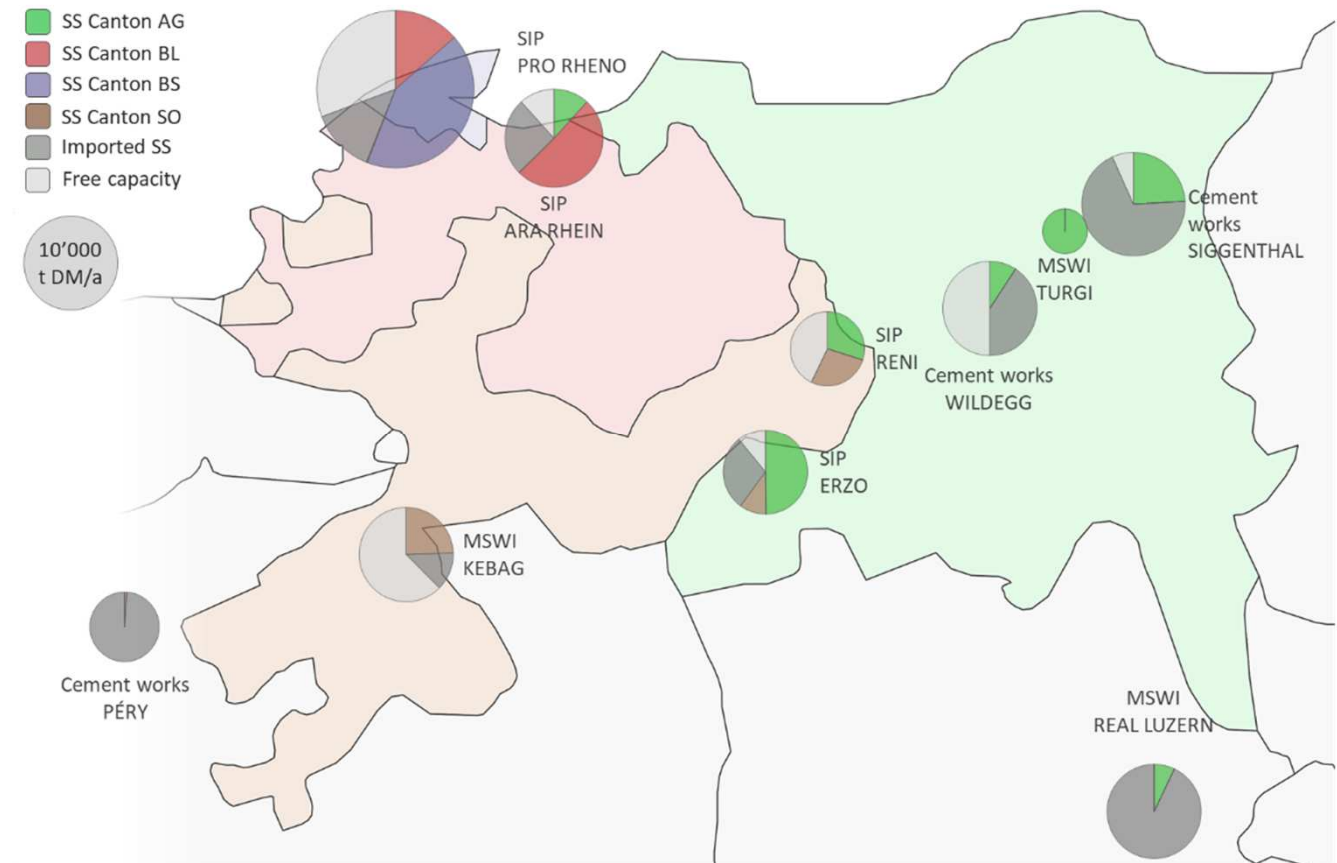 SS Canton AG
SS Canton BL
SS Canton BS
SS Canton SO
Imported SS
Free capacity
10’000
t DM/a
SIP
PRO RHENO
SIP
ARA RHEIN
Cement
works
SIGGENTHAL
MSWI
TURGI
SIP
RENI
Cement works
WILDEGG
SIP
ERZO
MSWI
KEBAG
Cement works
PÉRY
MSWI
REAL LUZERN